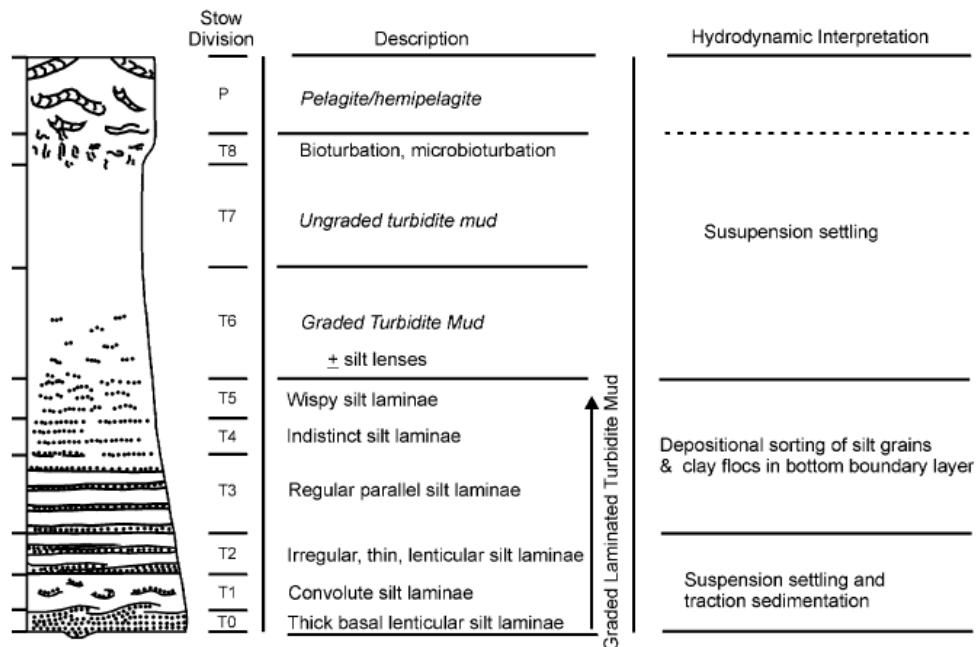 Stow
Division
Description
Hydrodynamic Interpretation
P
Pelagite/hemipelagite
T8
Bioturbation, microbioturbation
T7
Ungraded turbidite mud
Susupension settling
T6
Graded Turbidite Mud
± silt lenses
T5
Wispy silt laminae
T4
Indistinct silt laminae
Depositional sorting of silt grains
& clay flocs in bottom boundary layer
T3
Regular parallel silt laminae
T2
Irregular, thin, lenticular silt laminae
T1
Convolute silt laminae
Suspension settling and
traction sedimentation
T0
Thick basal lenticular silt laminae
Graded Laminated Turbidite Mud